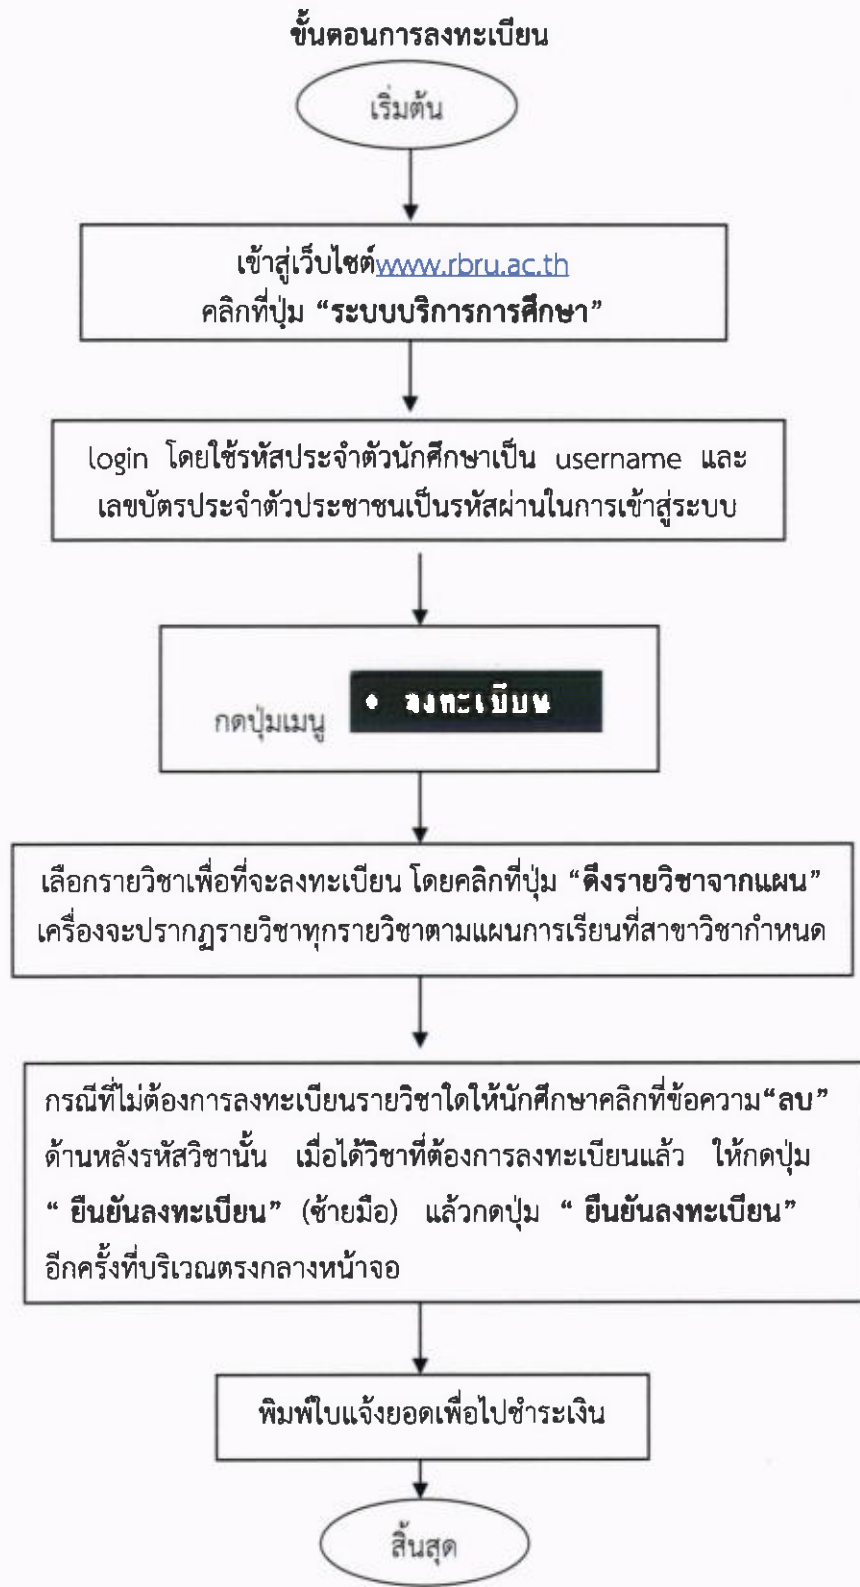 ขั้นตอนการลงทะเบียน
เริ่มต้น
เข้าสู่เว็บไซต์www.rbru.ac.th
คลิกที่ปุ่ม “ระบบบริการการศึกษา”
login โดยใช้รหัสประจำตัวนักศึกษาเป็น username และ
เลขบัตรประจำตัวประชาชนเป็นรหัสผ่านในการเข้าสู่ระบบ
กดปุ่มเมนู • ลงทะเบียน
เลือกรายวิชาเพื่อที่จะลงทะเบียน โดยคลิกที่ปุ่ม “ดึงรายวิชาจากแผน”
เครื่องจะปรากฏรายวิชาทุกรายวิชาตามแผนการเรียนที่สาขาวิชากำหนด
กรณีที่ไม่ต้องการลงทะเบียนรายวิชาใดให้นักศึกษาคลิกที่ข้อความ“ลบ”
ด้านหลังรหัสวิชานั้น เมื่อได้วิชาที่ต้องการลงทะเบียนแล้ว ให้กดปุ่ม
“ ยืนยันลงทะเบียน” (ซ้ายมือ) แล้วกดปุ่ม “ ยืนยันลงทะเบียน”
อีกครั้งที่บริเวณตรงกลางหน้าจอ
พิมพ์ใบแจ้งยอดเพื่อไปชำระเงิน
สิ้นสุด